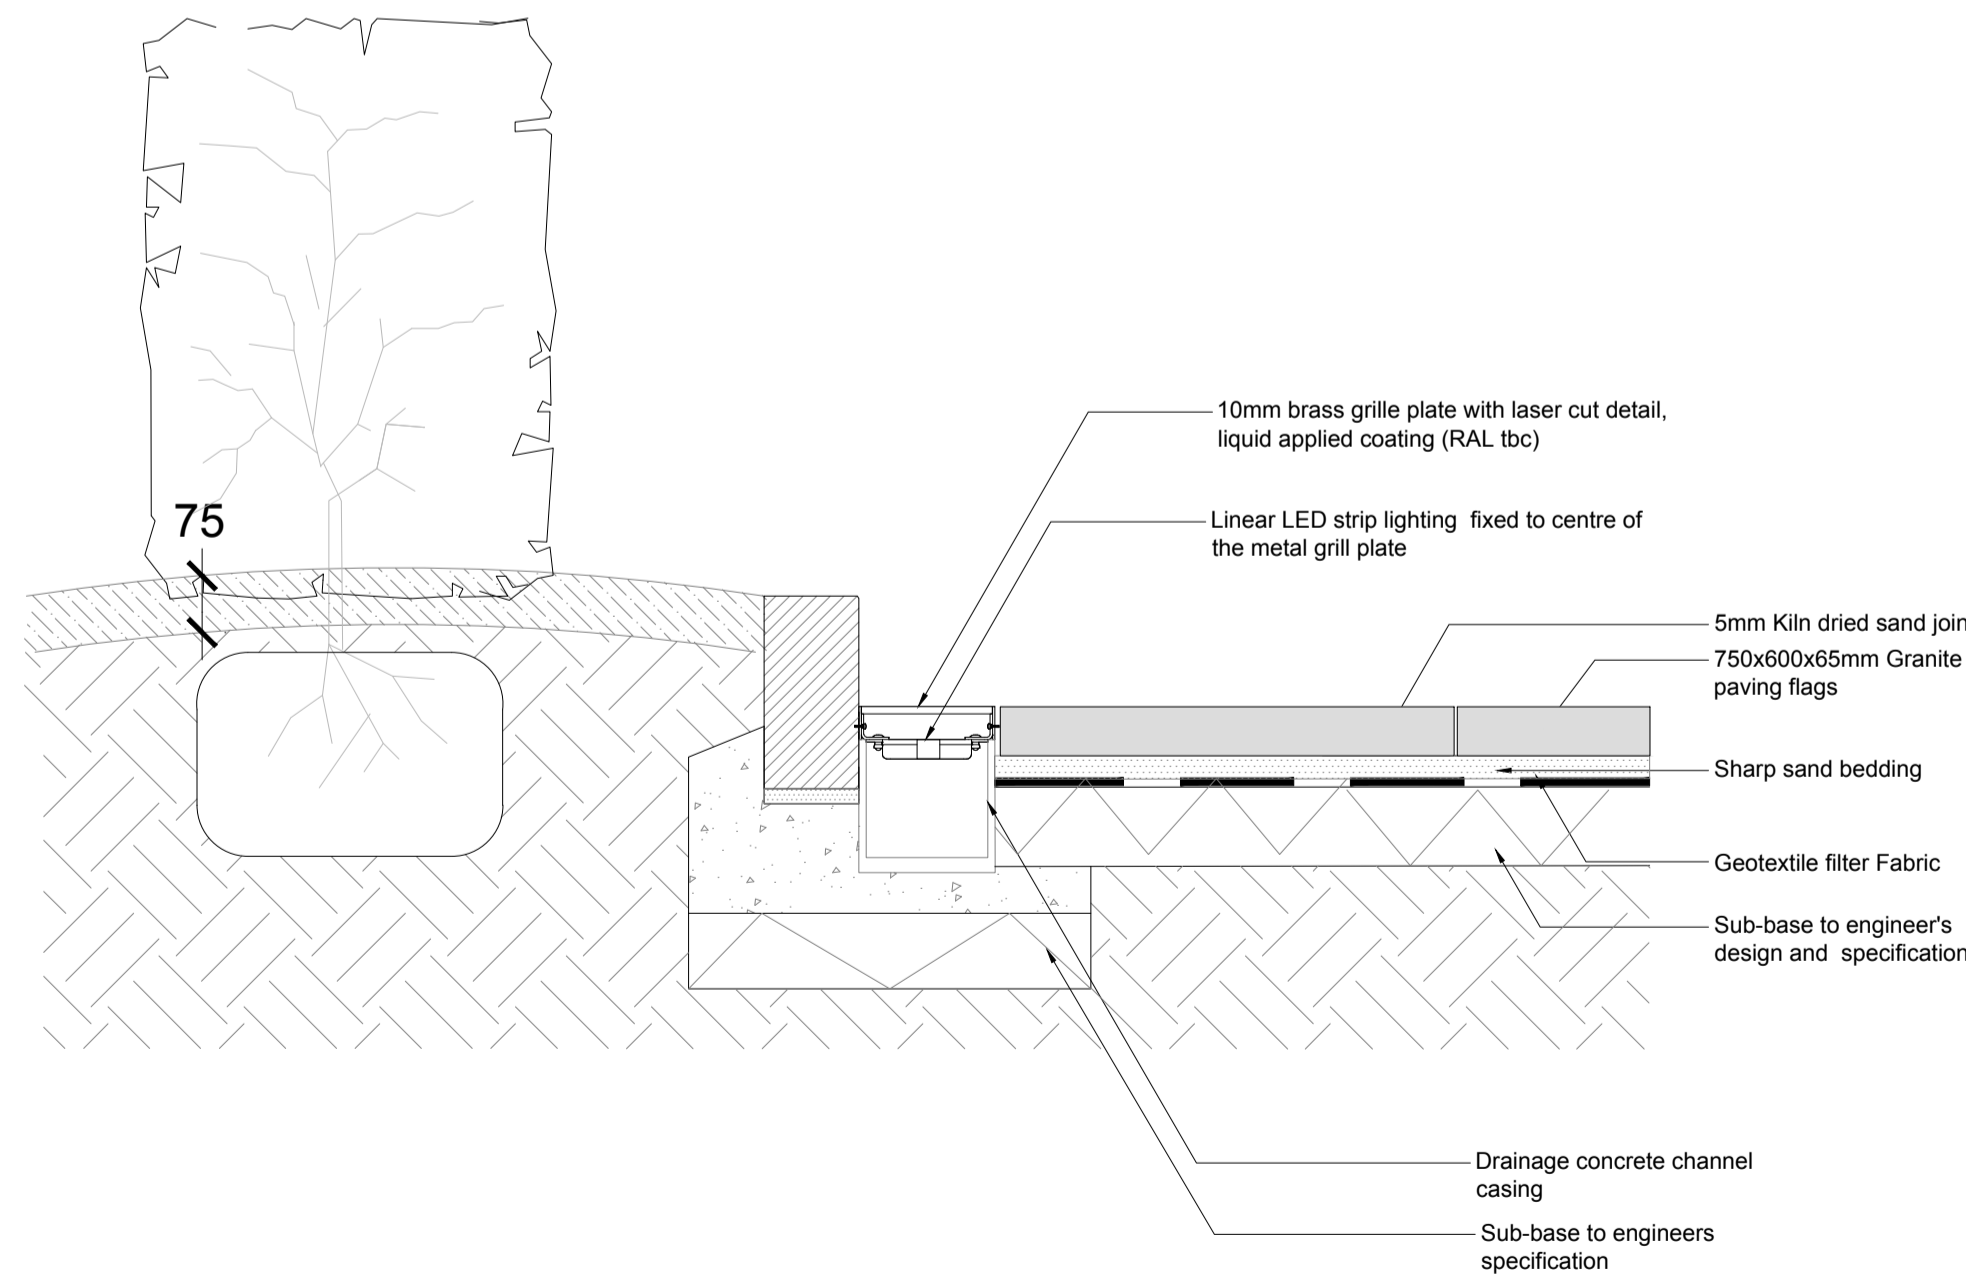 10mm brass grille plate with laser cut detail,
liquid applied coating (RAL tbc)
Linear LED strip lighting fixed to centre of
the metal grill plate
75
5mm Kiln dried sand join
750x600x65mm Granite
paving flags
Sharp sand bedding
Geotextile filter Fabric
Sub-base to engineer's
design and specification
Drainage concrete channel
casing
Sub-base to engineers
specification